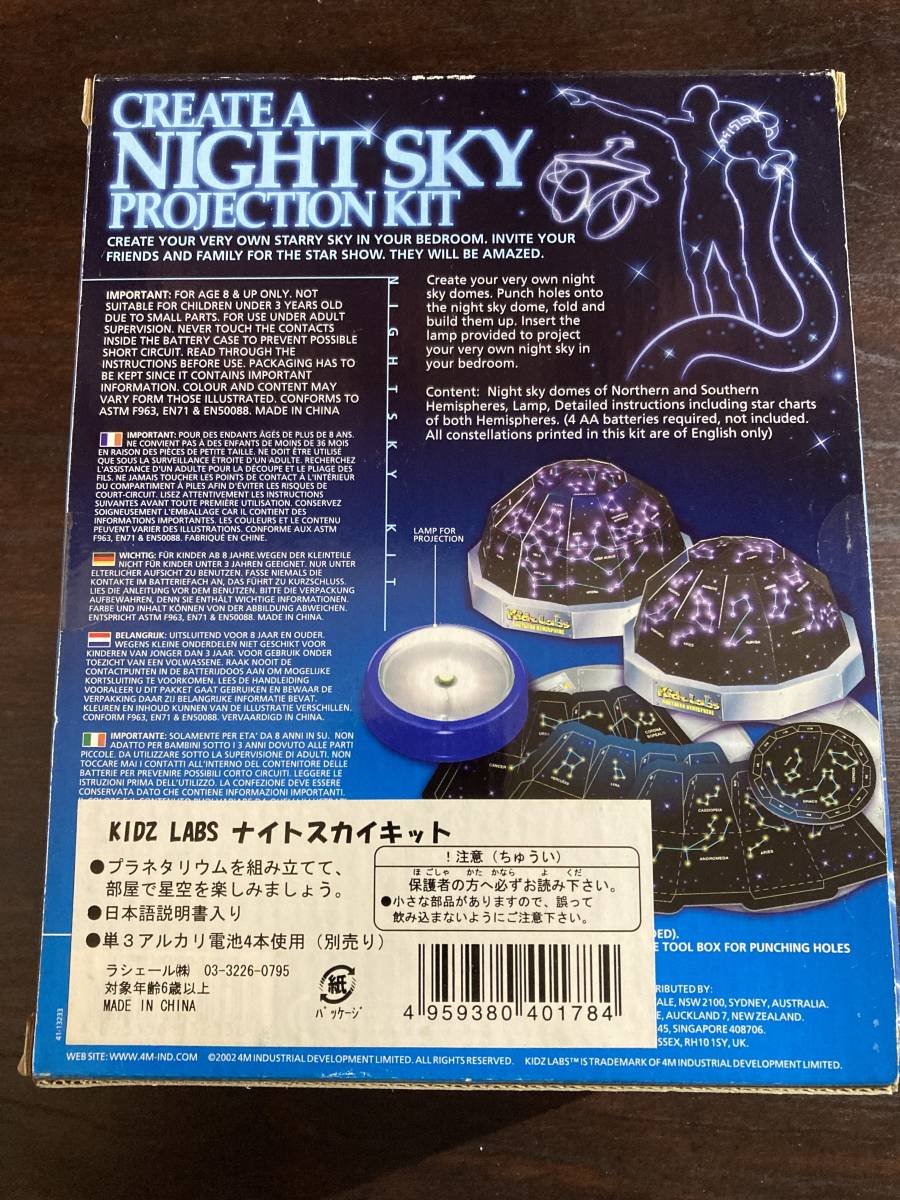 CREATE A
NIGHT SKY
PROJECTION KIT
CREATE YOUR VERY OWN STARRY SKY IN YOUR BEDROOM. INVITE YOUR
FRIENDS AND FAMILY FOR THE STAR SHOW. THEY WILL BE AMAZED.
IMPORTANT: FOR AGE 8 & UP ONLY. NOT
SUITABLE FOR CHILDREN UNDER 3 YEARS OLD
DUE TO SMALL PARTS. FOR USE UNDER ADULT
SUPERVISION. NEVER TOUCH THE CONTACTS
INSIDE THE BATTERY CASE TO PREVENT POSSIBLE
SHORT CIRCUIT. READ THROUGH THE
INSTRUCTIONS BEFORE USE. PACKAGING HAS TO
BE KEPT SINCE IT CONTAINS IMPORTANT
INFORMATION. COLOUR AND CONTENT MAY
VARY FORM THOSE ILLUSTRATED. CONFORMS TO
ASTM F963, EN71 & EN50088. MADE IN CHINA
IMPORTANT: POUR DES ENDANTS ÂGÉS DE PLUS DE 8 ANS.
NE CONVIENT PAS À DES ENFANTS DE MOINS DE 36 MOIS
EN RAISON DES PIÈCES DE PETITE TAILLE. NE DOIT ÊTRE UTILISÉ
QUE SOUS LA SURVEILLANCE ÉTROITE D'UN ADULTE. RECHERCHEZ
L'ASSISTANCE D'UN ADULTE POUR LA DÉCOUPE ET LE PLIAGE DES
FILS. NE JAMAIS TOUCHER LES POINTS DE CONTACT À L'INTÉRIEUR
DU COMPARTIMENT À PILES AFIN D'ÉVITER LES RISQUES DE
COURT-CIRCUIT. LISEZ ATTENTIVEMENT LES INSTRUCTIONS
SUIVANTES AVANT TOUTE PREMIÈRE UTILISATION. CONSERVEZ
SOIGNEUSEMENT L'EMBALLAGE CAR IL CONTIENT DES
INFORMATIONS IMPORTANTES. LES COULEURS ET LE CONTENU
PEUVENT VARIER DES ILLUSTRATIONS. CONFORME AUX ASTM
F963, EN71 & EN50088. FABRIQUÉ EN CHINE.
WICHTIG: FÜR KINDER AB 8 JAHRE.WEGEN DER KLEINTEILE
NICHT FÜR KINDER UNTER 3 JAHREN GEEIGNET. NUR UNTER
ELTERLICHER AUFSICHT ZU BENUTZEN. FASSE NIEMALS DIE
KONTAKTE IM BATTERIEFACH AN, DAS FÜHRT ZU KURZSCHLUSS.
LIES DIE ANLEITUNG VOR DEM BENUTZEN. BITTE DIE VERPACKUNG
AUFBEWAHREN, DENN SIE ENTHÄLT WICHTIGE INFORMATIONEN.
FARBE UND INHALT KÖNNEN VON DER ABBILDUNG ABWEICHEN.
ENTSPRICHT ASTM F963, EN71 & EN50088. MADE IN CHINA.
BELANGRIJK: UITSLUITEND VOOR 8 JAAR EN OUDER.
WEGENS KLEINE ONDERDELEN NIET GESCHIKT VOOR
KINDEREN VAN JONGER DAN 3 JAAR. VOOR GEBRUIK ONDER
TOEZICHT VAN EEN VOLWASSENE. RAAK NOOIT DE
CONTACTPUNTEN IN DE BATTERIJDOOS AAN OM MOGELIJKE
KORTSLUITING TE VOORKOMEN. LEES DE HANDLEIDING
VOORALEER U DIT PAKKET GAAT GEBRUIKEN EN BEWAAR DE
VERPAKKING DAAR ZIJ BELANGRIJKE INFORMATIE BEVAT.
KLEUREN EN INHOUD KUNNEN VAN DE ILLUSTRATIE VERSCHILLEN.
CONFORM F963, EN71 & EN50088. VERVAARDIGD IN CHINA.
IMPORTANTE: SOLAMENTE PER ETA' DA 8 ANNI IN SU. NON
ADATTO PER BAMBINI SOTTO I 3 ANNI DOVUTO ALLE PARTI
PICCOLE. DA UTILIZZARE SOTTO LA SUPERVISIONE DI ADULTI. NON
TOCCARE MAI I CONTATTI ALL'INTERNO DEL CONTENITORE DELLE
BATTERIE PER PREVENIRE POSSIBILI CORTO CIRCUITI. LEGGERE LE
ISTRUZIONI PRIMA DELL'UTILIZZO. LA CONFEZIONE DEVE ESSERE
CONSERVATA DATO CHE CONTIENE INFORMAZIONI IMPORTANTI.
NIGHT SKY KIT
Create your very own night
sky domes. Punch holes onto
the night sky dome, fold and
build them up. Insert the
lamp provided to project
your very own night sky in
your bedroom.
Content: Night sky domes of Northern and Southern
Hemispheres, Lamp, Detailed instructions including star charts
of both Hemispheres. (4 AA batteries required, not included.
All constellations printed in this kit are of English only)
LAMP FOR
PROJECTION
KidzLabs
SOUTHERN HEMISPHERE
KidzLabs
CORONA
BOREALIS
LYRA
CASSIOPEIA
ANDROMEDA
ARIES
DRACO
KIDZ LABS ナイトスカイキット
●プラネタリウムを組み立てて、
部屋で星空を楽しみましょう。
●日本語説明書入り
●単3アルカリ電池4本使用（別売り）
！注意（ちゅうい）
ほごしゃ かた かなら よ くだ
保護者の方へ必ずお読み下さい。
●小さな部品がありますので、誤って
飲み込まないようにご注意下さい。
ラシェール㈱ 03-3226-0795
対象年齢6歳以上
MADE IN CHINA
紙
パッケージ
4 959380 401784
DED).
E TOOL BOX FOR PUNCHING HOLES
RIBUTED BY:
ALE, NSW 2100, SYDNEY, AUSTRALIA.
E, AUCKLAND 7, NEW ZEALAND.
45, SINGAPORE 408706.
SSEX, RH10 1SY, UK.
41-13233
WEB SITE: WWW.4M-IND.COM ©2002 4M INDUSTRIAL DEVELOPMENT LIMITED. ALL RIGHTS RESERVED. KIDZ LABS™ IS TRADEMARK OF 4M INDUSTRIAL DEVELOPMENT LIMITED.